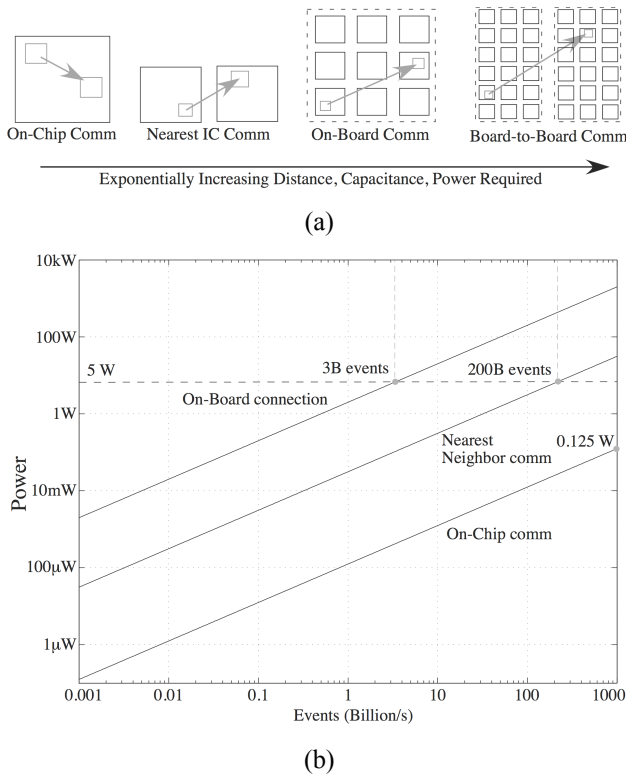 On-Chip Comm
Nearest IC Comm
On-Board Comm
Board-to-Board Comm
Exponentially Increasing Distance, Capacitance, Power Required
(a)
10kW
100W
5 W
3B events
200B events
On-Board connection
1W
Nearest
Neighbor comm
0.125 W
Power
10mW
On-Chip comm
100μW
1μW
0.001
0.01
0.1
1
10
100
1000
Events (Billion/s)
(b)